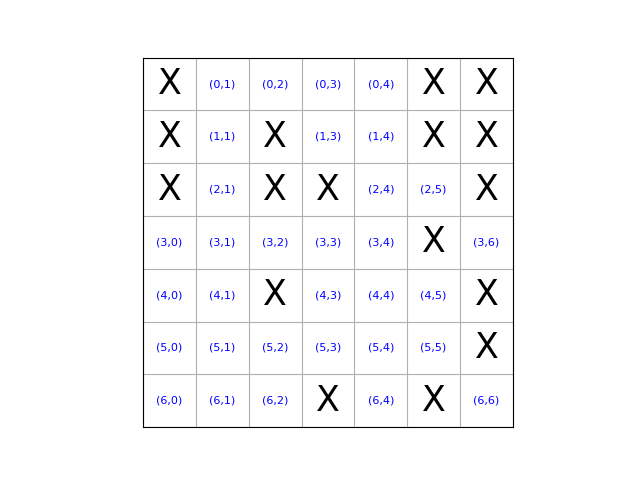 X (0,1) (0,2) (0,3) (0,4) X X
X (1,1) X (1,3) (1,4) X X
X (2,1) X X (2,4) (2,5) X
(3,0) (3,1) (3,2) (3,3) (3,4) X (3,6)
(4,0) (4,1) X (4,3) (4,4) (4,5) X
(5,0) (5,1) (5,2) (5,3) (5,4) (5,5) X
(6,0) (6,1) (6,2) X (6,4) X (6,6)